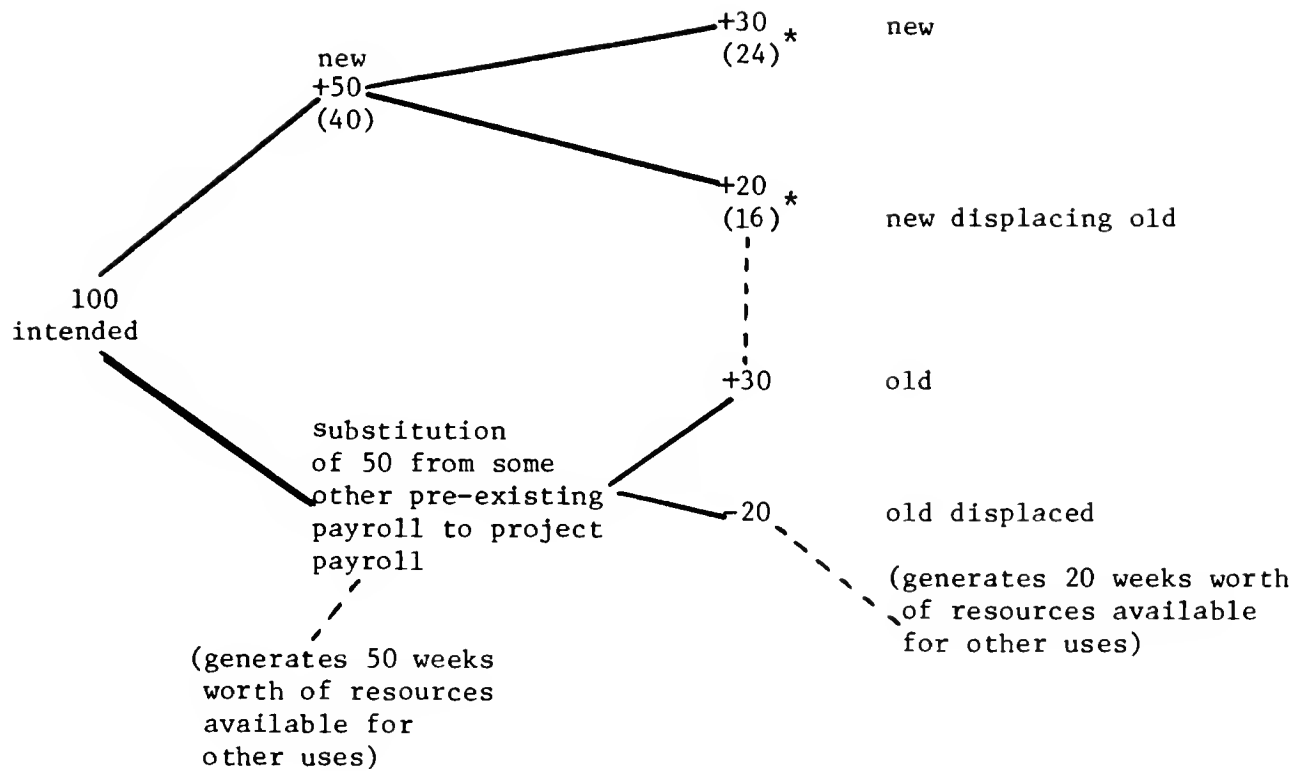 +30 new
(24)*
new
+50
(40)
+20
(16)*
new displacing old
100
intended
+30 old
substitution
of 50 from some
other pre-existing
payroll to project
payroll
-20 old displaced
(generates 20 weeks worth
of resources available
for other uses)
(generates 50 weeks
worth of resources
available for
other uses)